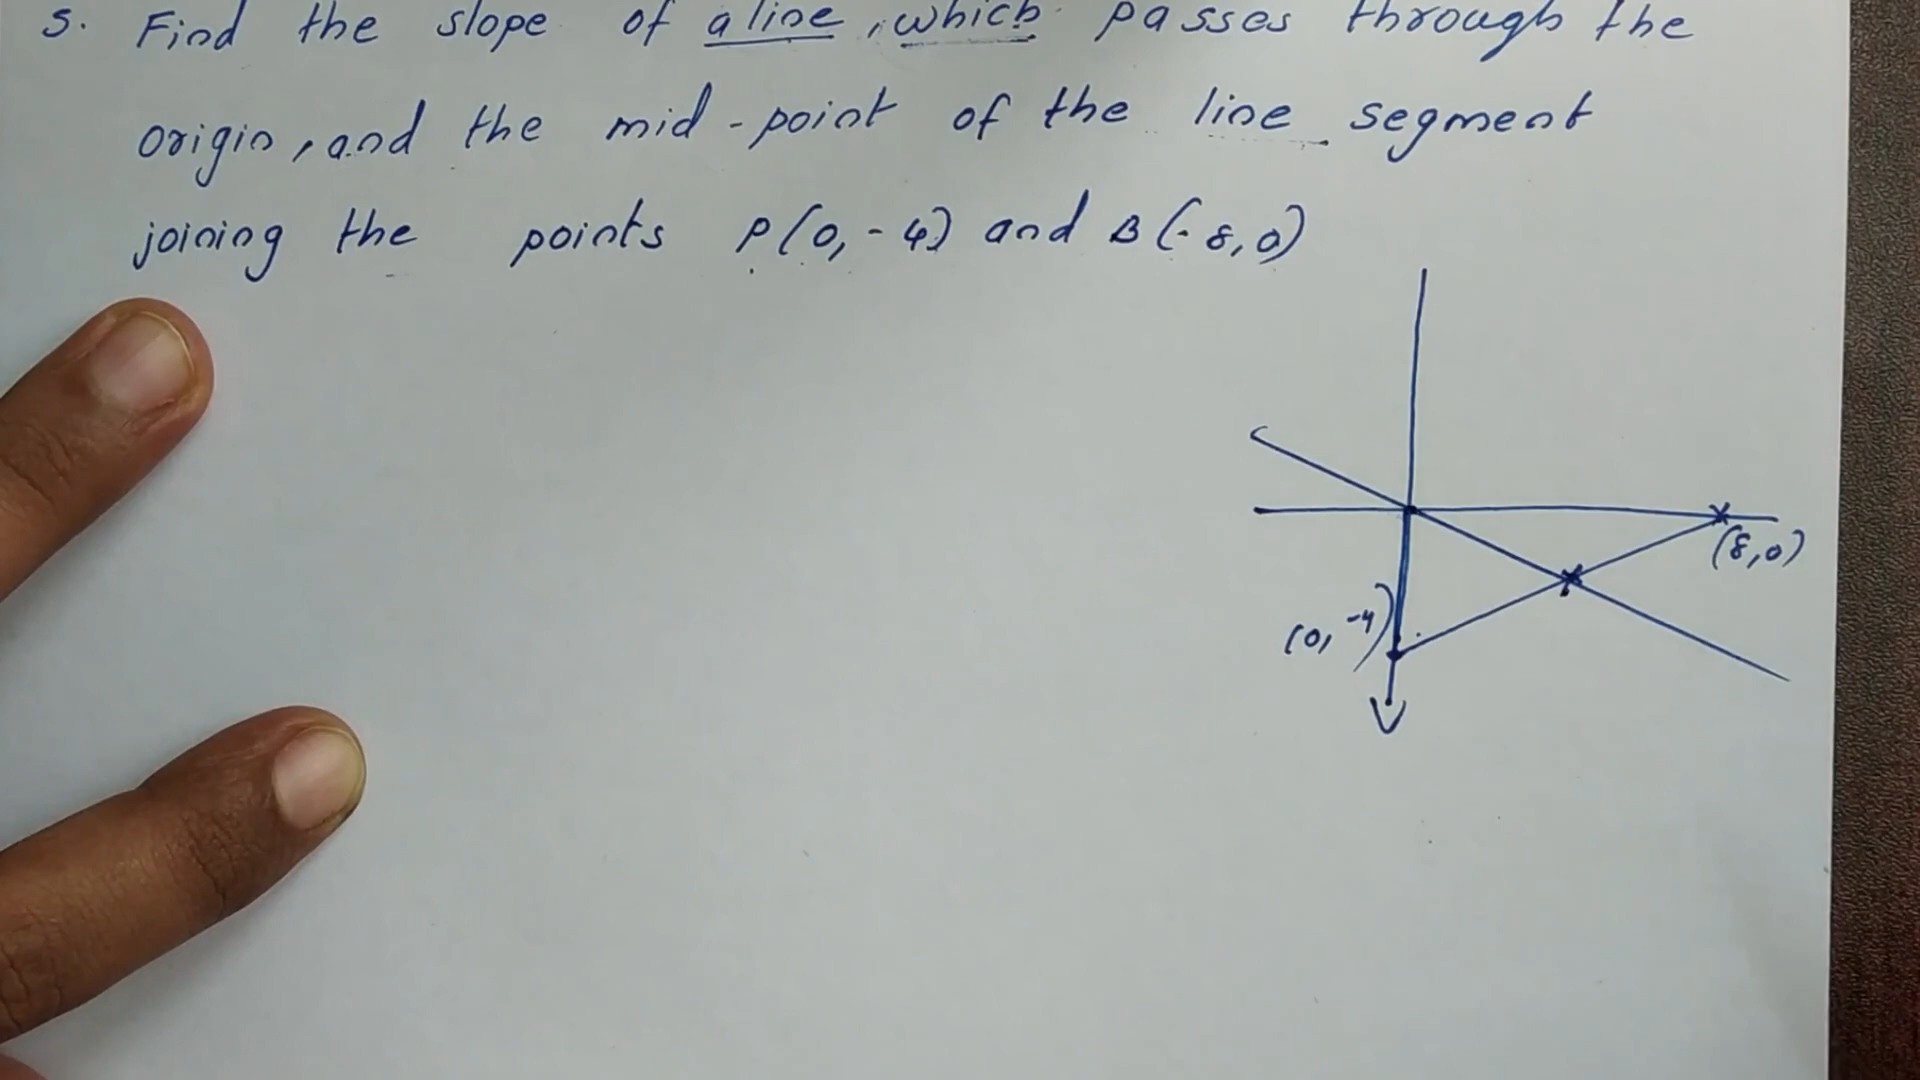 5. Find the slope of a line, which passes through the
origin, and the mid-point of the line segment
joining the points P(0, -4) and B(-8,0)
(8,0)
(0, -4)